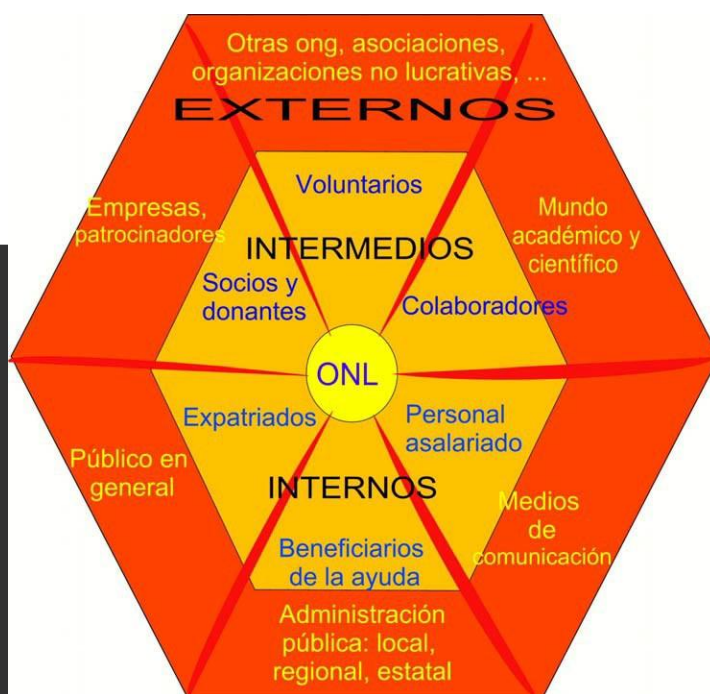 Otras ong, asociaciones,
organizaciones no lucrativas, ...
EXTERNOS
Voluntarios
Empresas,
patrocinadores
Mundo
académico y
científico
INTERMEDIOS
Socios y
donantes
Colaboradores
ONL
Expatriados
Personal
asalariado
Público en
general
INTERNOS
Medios
de
comunicación
Beneficiarios
de la ayuda
Administración
pública: local,
regional, estatal